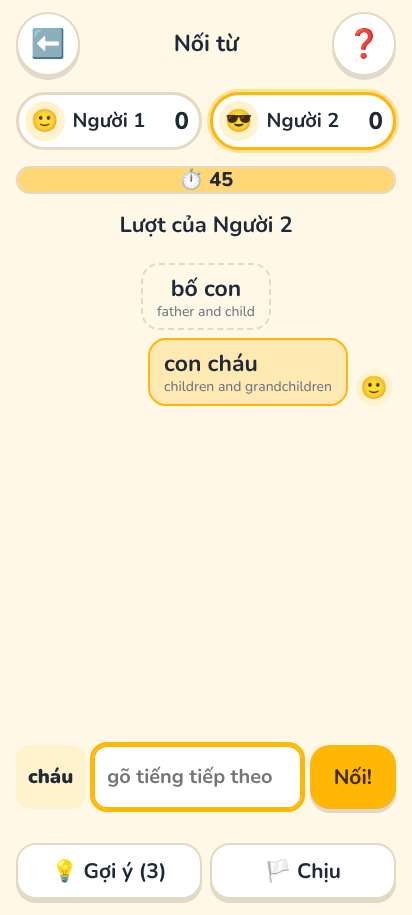 Nối từ
Người 1 0
Người 2 0
45
Lượt của Người 2
bố con
father and child
con cháu
children and grandchildren
cháu
gõ tiếng tiếp theo
Nối!
Gợi ý (3)
Chịu